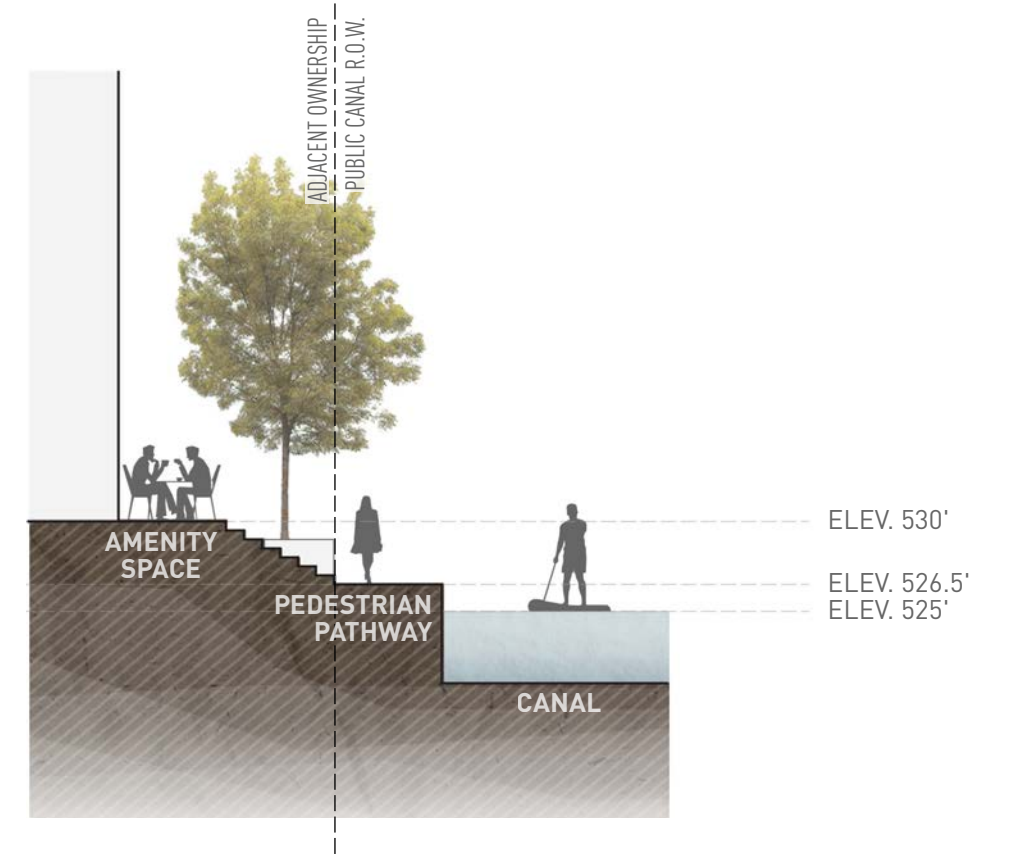 ADJACENT OWNERSHIP
PUBLIC CANAL R.O.W.
ELEV. 530'
AMENITY
SPACE
ELEV. 526.5'
PEDESTRIAN
PATHWAY
ELEV. 525'
CANAL